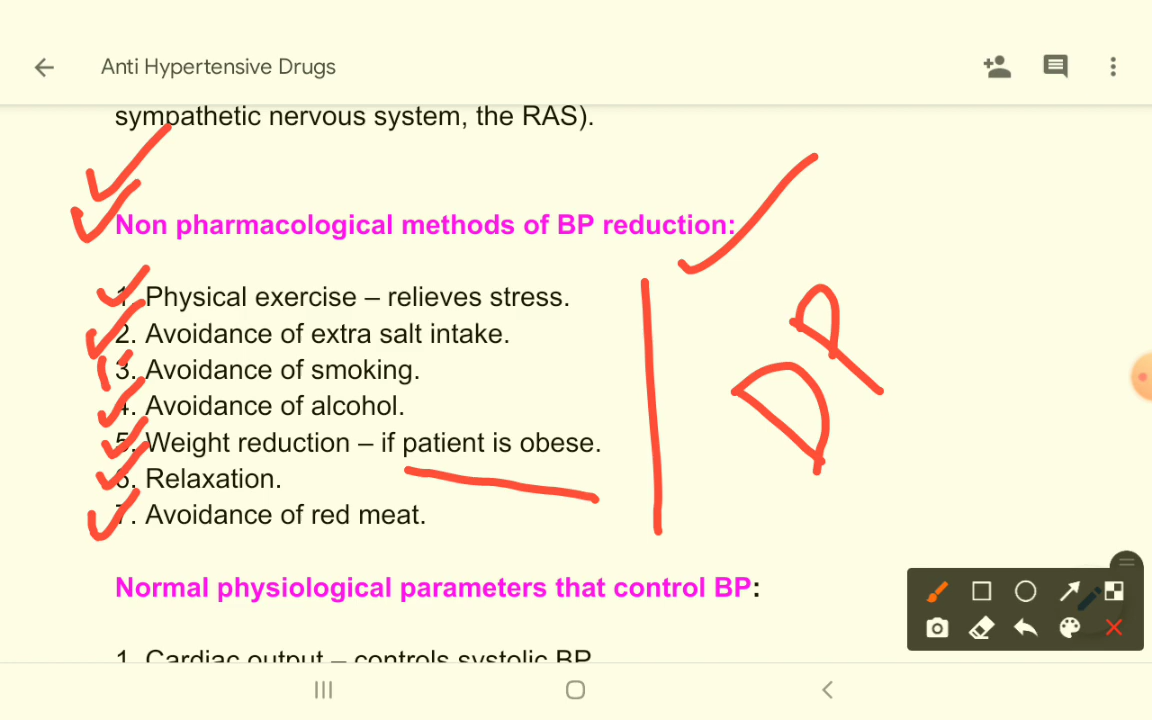 Anti Hypertensive Drugs
sympathetic nervous system, the RAS).
Non pharmacological methods of BP reduction:
1. Physical exercise – relieves stress.
2. Avoidance of extra salt intake.
3. Avoidance of smoking.
4. Avoidance of alcohol.
5. Weight reduction – if patient is obese.
6. Relaxation.
7. Avoidance of red meat.
Normal physiological parameters that control BP:
1. Cardiac output – controls systolic BP